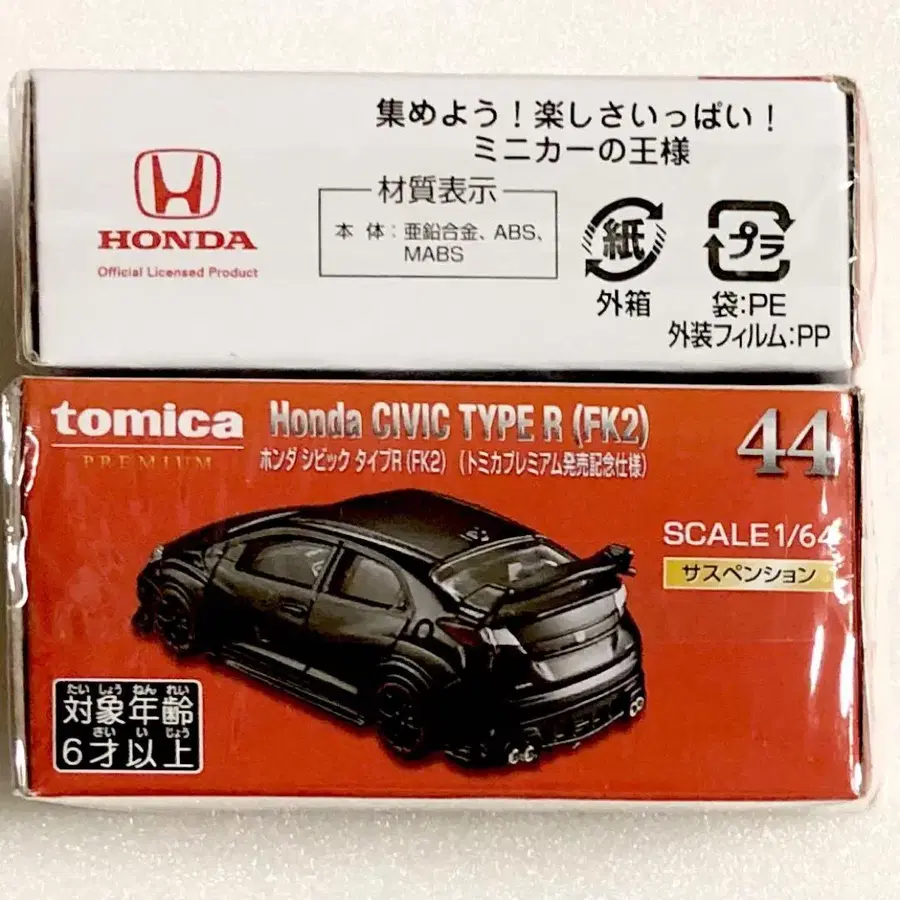 集めよう!楽しさいっぱい!
ミニカーの王様
HONDA
Official Licensed Product
材質表示
本 体:亜鉛合金、ABS、
MABS
紙
外箱
プラ
袋:PE
外装フィルム:PP
tomica
PREMIUM
Honda CIVIC TYPE R (FK2)
ホンダ シビック タイプR (FK2) (トミカプレミアム発売記念仕様)
44
SCALE 1/64
サスペンション
たい しょう ねん れい
対象年齢
さい い じょう
6才以上